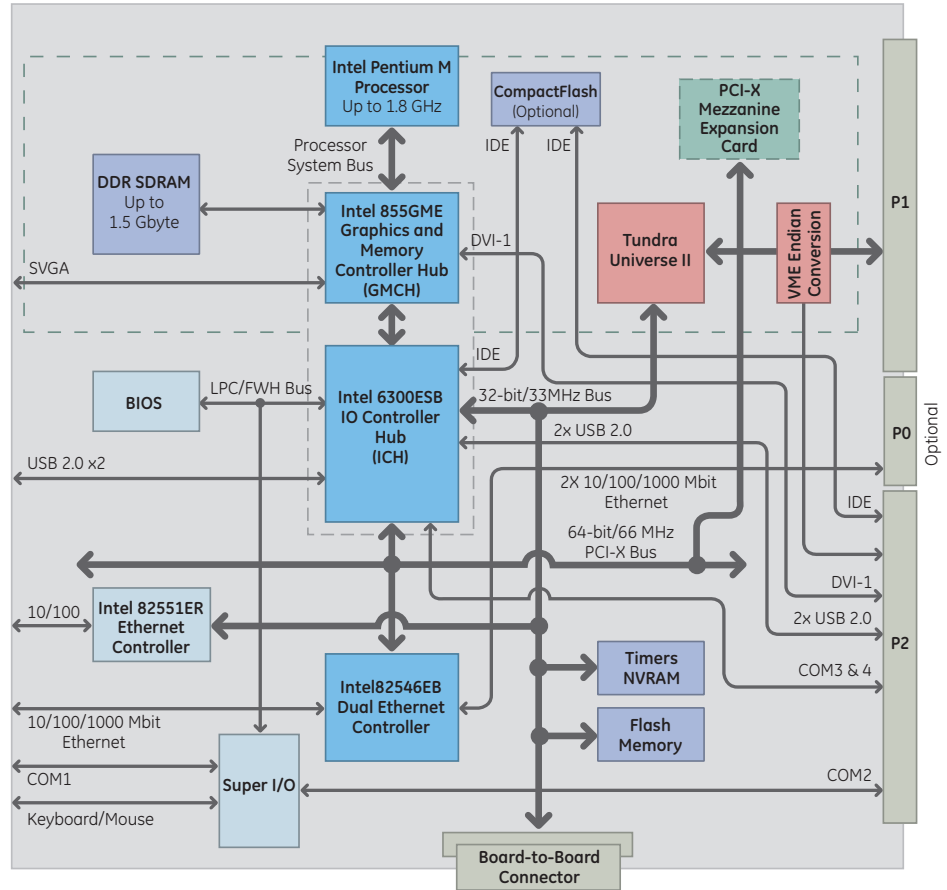 Intel Pentium M
Processor
Up to 1.8 GHz
CompactFlash
(Optional)
PCI-X
Mezzanine
Expansion
Card
Processor
System Bus
IDE
IDE
DDR SDRAM
Up to
1.5 Gbyte
Intel 855GME
Graphics and
Memory
Controller Hub
(GMCH)
DVI-1
Tundra
Universe II
VME Endian
Conversion
P1
SVGA
IDE
BIOS
LPC/FWH Bus
Intel 6300ESB
IO Controller
Hub
(ICH)
32-bit/33MHz Bus
2x USB 2.0
P0
Optional
USB 2.0 x2
2X 10/100/1000 Mbit
Ethernet
IDE
64-bit/66 MHz
PCI-X Bus
DVI-1
10/100
Intel 82551ER
Ethernet
Controller
2x USB 2.0
P2
Timers
NVRAM
COM3 & 4
Intel82546EB
Dual Ethernet
Controller
10/100/1000 Mbit
Ethernet
Flash
Memory
COM1
Super I/O
COM2
Keyboard/Mouse
Board-to-Board
Connector